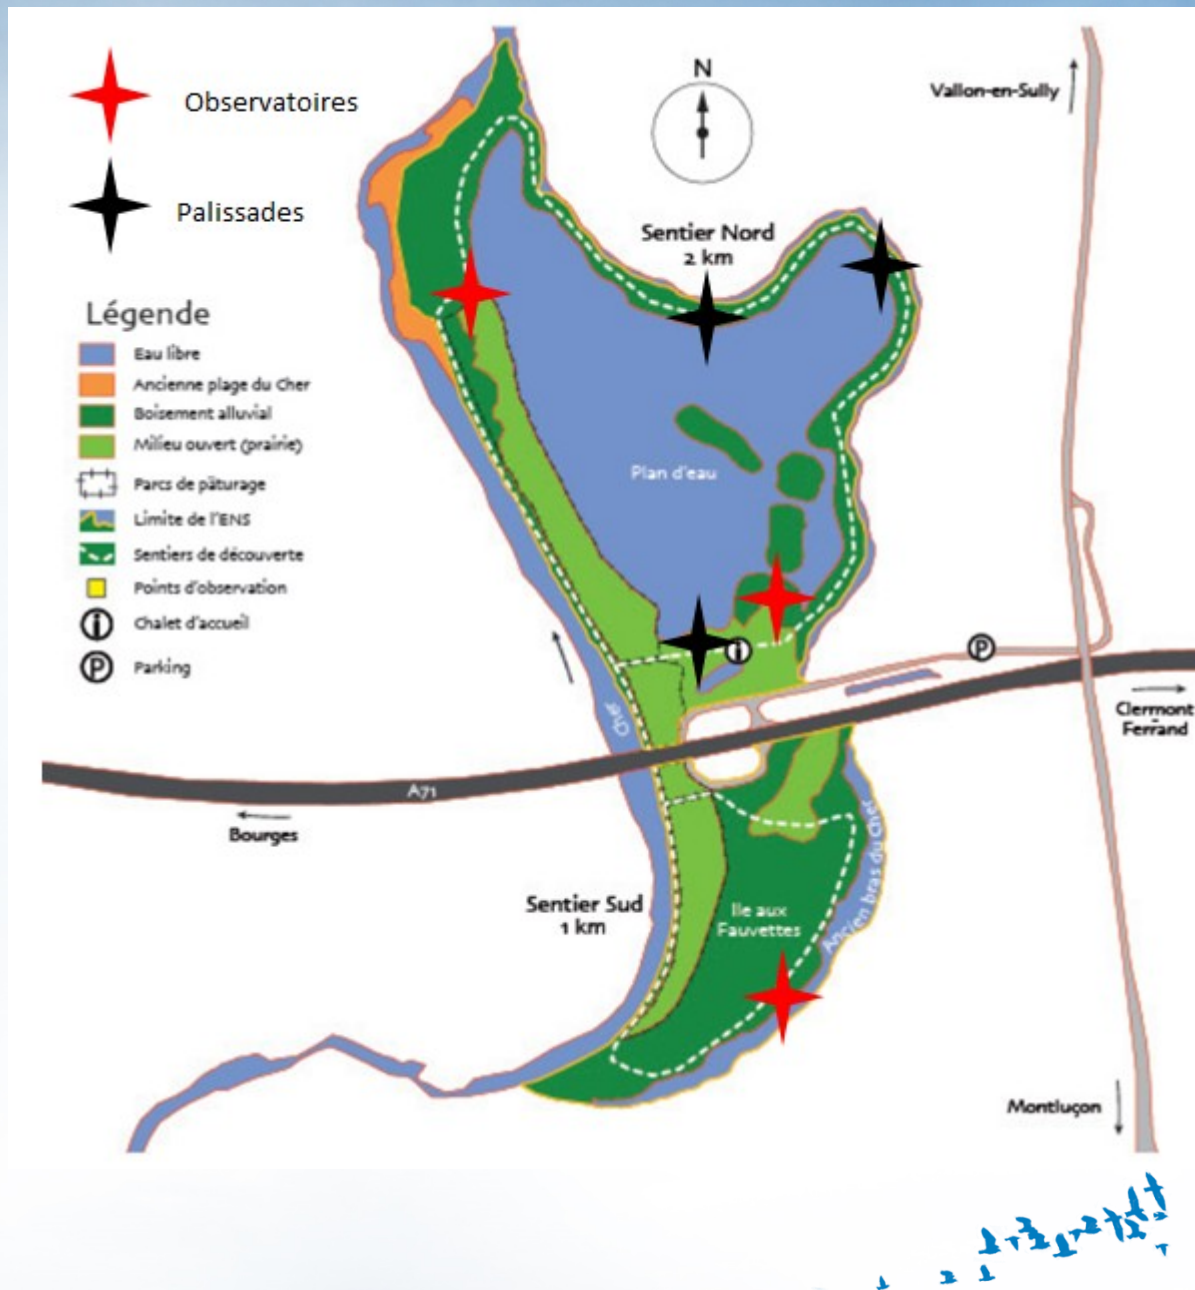 Observatoires
Palissades
N
Vallon-en-Sully
Sentier Nord
2 km
Légende
Eau libre
Ancienne plage du Cher
Boisement alluvial
Milieu ouvert (prairie)
Parcs de pâturage
Limite de l'ENS
Sentiers de découverte
Points d'observation
i Chalet d'accueil
P Parking
Plan d'eau
i
P
Cher
Clermont
-
Ferrand
A71
Bourges
Sentier Sud
1 km
Ile aux
Fauvettes
Ancien bras du Cher
Montluçon